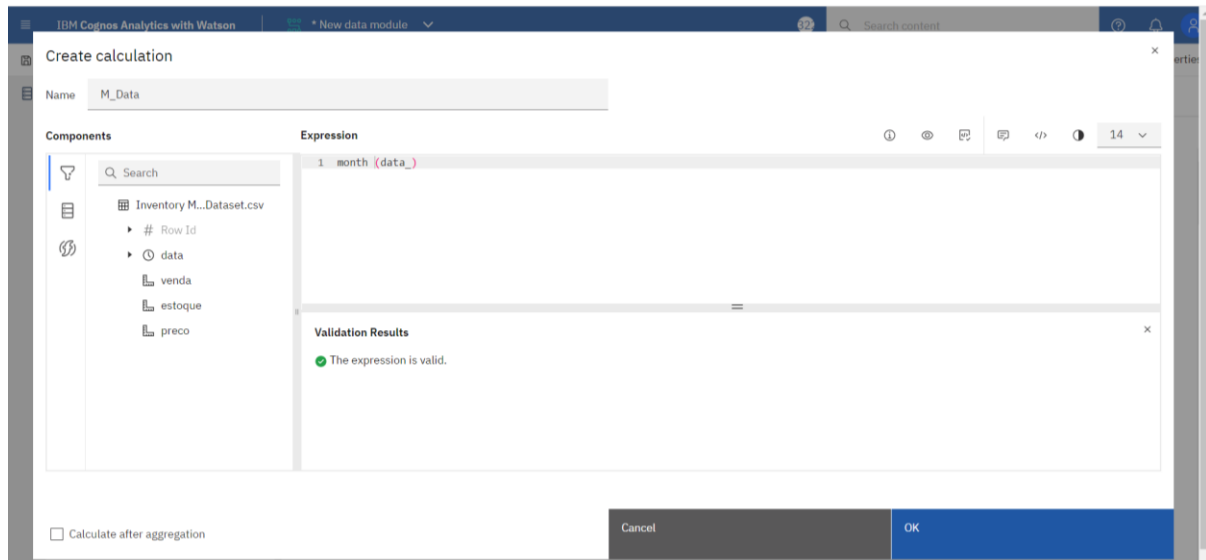 IBM Cognos Analytics with Watson
* New data module
32
Search content
Create calculation
erties
Name
M_Data
Components
Expression
14
Search
1 month (data_)
Inventory M...Dataset.csv
# Row Id
data
venda
estoque
preco
Validation Results
The expression is valid.
Calculate after aggregation
Cancel
OK